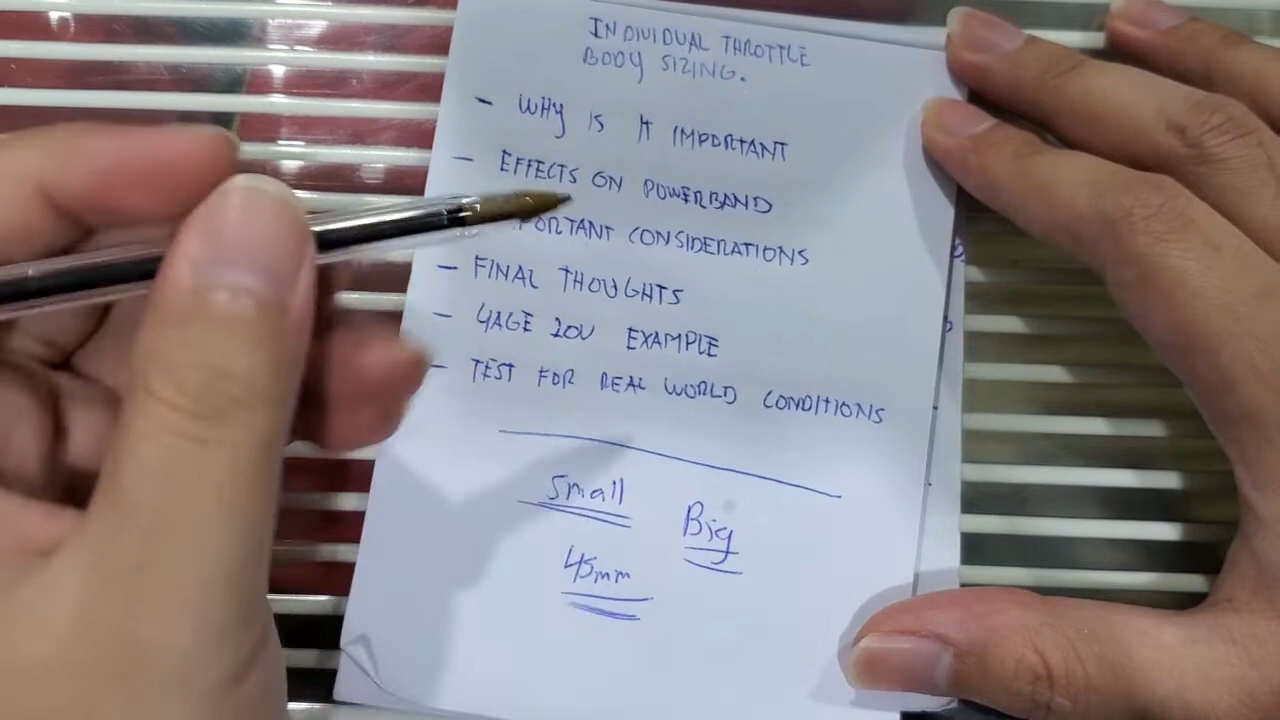 INDIVIDUAL THROTTLE
BODY SIZING.
- WHY IS IT IMPORTANT
- EFFECTS ON POWERBAND
CONSIDERATIONS
- FINAL THOUGHTS
- 4AGE 20V EXAMPLE
- TEST FOR REAL WORLD CONDITIONS
Small
Big
45mm